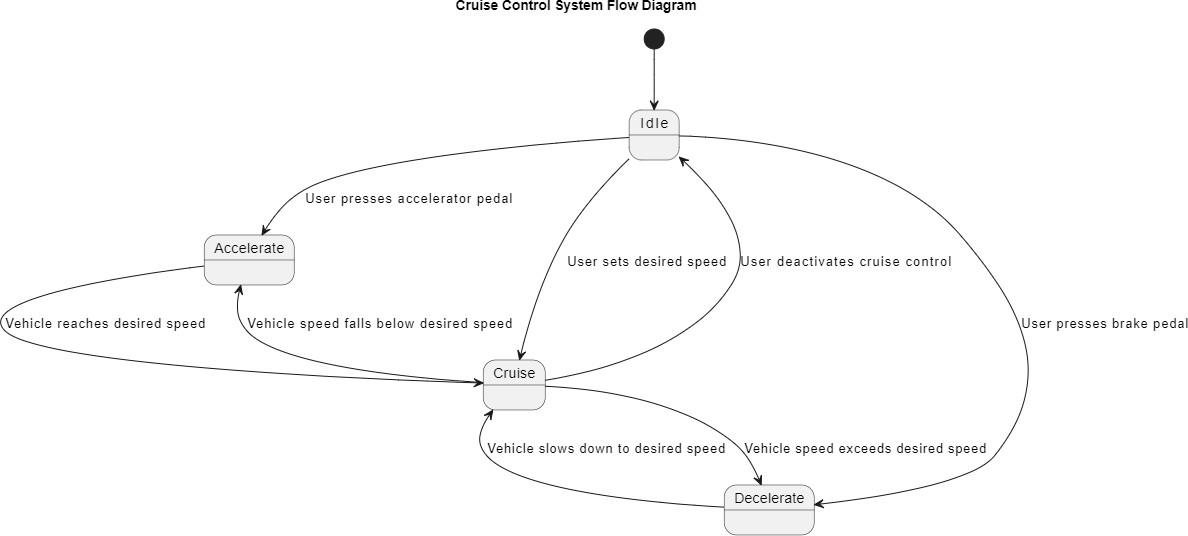 Cruise Control System Flow Diagram
Idle
User presses accelerator pedal
Accelerate
User sets desired speed
User deactivates cruise control
Vehicle reaches desired speed
Vehicle speed falls below desired speed
User presses brake pedal
Cruise
Vehicle slows down to desired speed
Vehicle speed exceeds desired speed
Decelerate